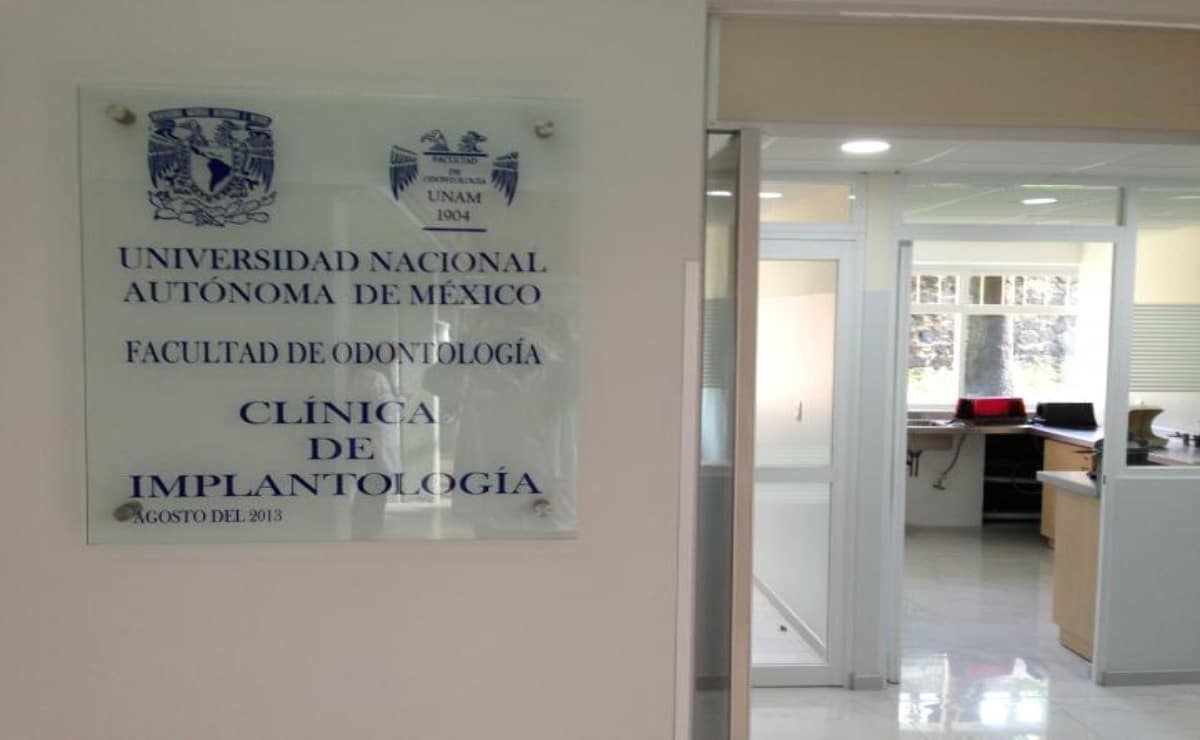 FACULTAD
DE
ODONTOLOGÍA
UNAM
1904
UNIVERSIDAD NACIONAL
AUTÓNOMA DE MÉXICO
FACULTAD DE ODONTOLOGÍA
CLÍNICA
DE
IMPLANTOLOGÍA
AGOSTO DEL 2013